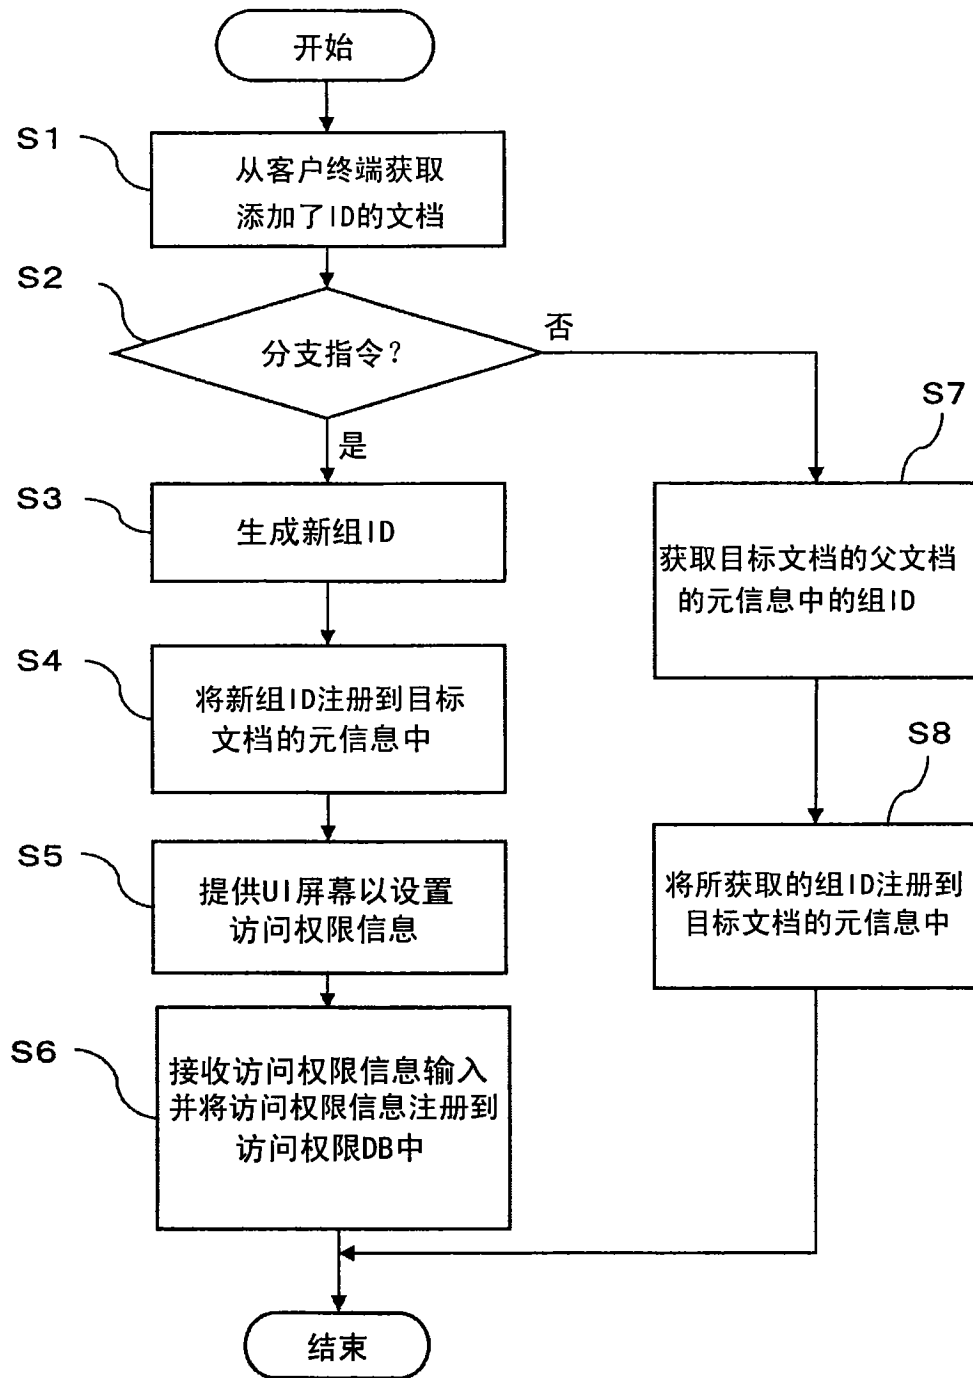 开始
S1
从客户终端获取
添加了ID的文档
S2
分支指令?
否
是
S3
生成新组ID
S4
将新组ID注册到目标
文档的元信息中
S5
提供UI屏幕以设置
访问权限信息
S6
接收访问权限信息输入
并将访问权限信息注册到
访问权限DB中
S7
获取目标文档的父文档
的元信息中的组ID
S8
将所获取的组ID注册到
目标文档的元信息中
结束